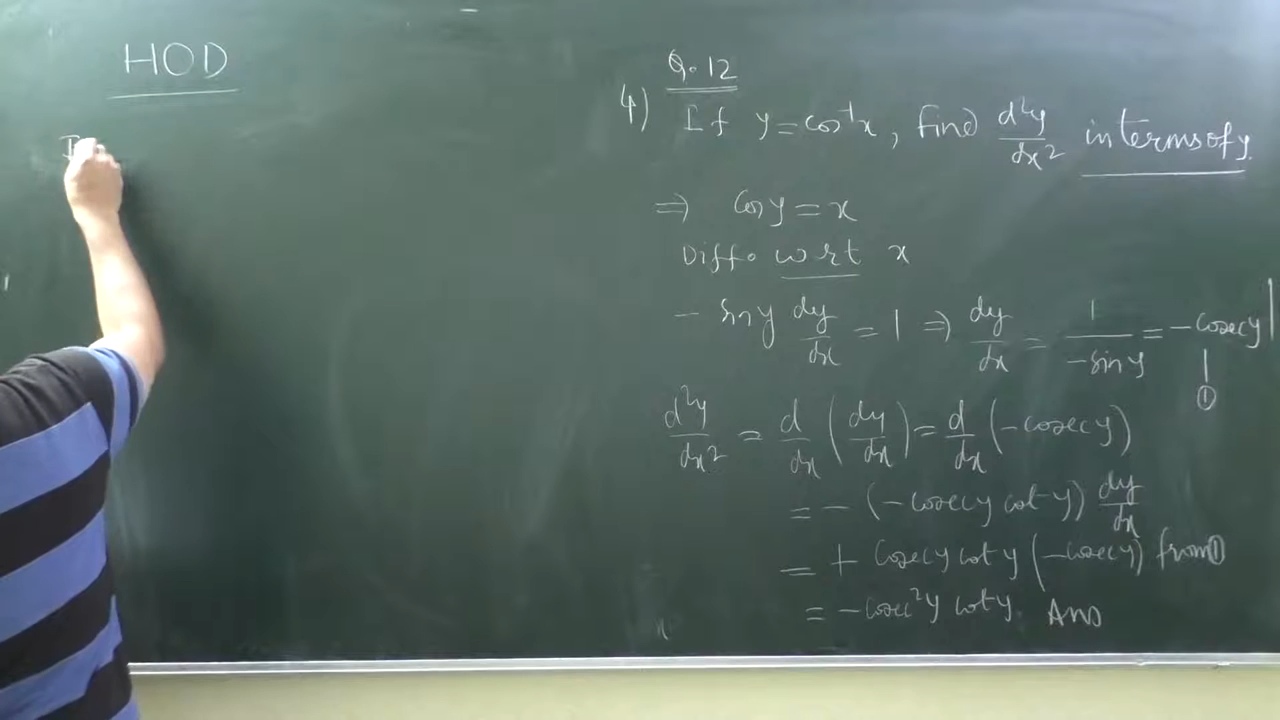 HOD
I
Q. 12
4) If y = cos⁻¹x, find d²y/dx² in terms of y.
⇒ Cos y = x
Diff. w r t x
- sin y dy/dx = 1 ⇒ dy/dx = 1/-sin y = -cosec y
①
d²y/dx² = d/dx (dy/dx) = d/dx (-cosec y)
= - (-cosec y cot y) dy/dx
= + Cosec y cot y (-cosec y) from ①
= -cosec²y cot y. Ans